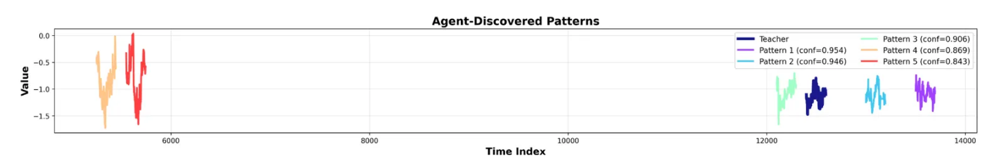 Agent-Discovered Patterns
Teacher
Pattern 1 (conf=0.954)
Pattern 2 (conf=0.946)
Pattern 3 (conf=0.906)
Pattern 4 (conf=0.869)
Pattern 5 (conf=0.843)
Value
0.0
−0.5
−1.0
−1.5
6000
8000
10000
12000
14000
Time Index